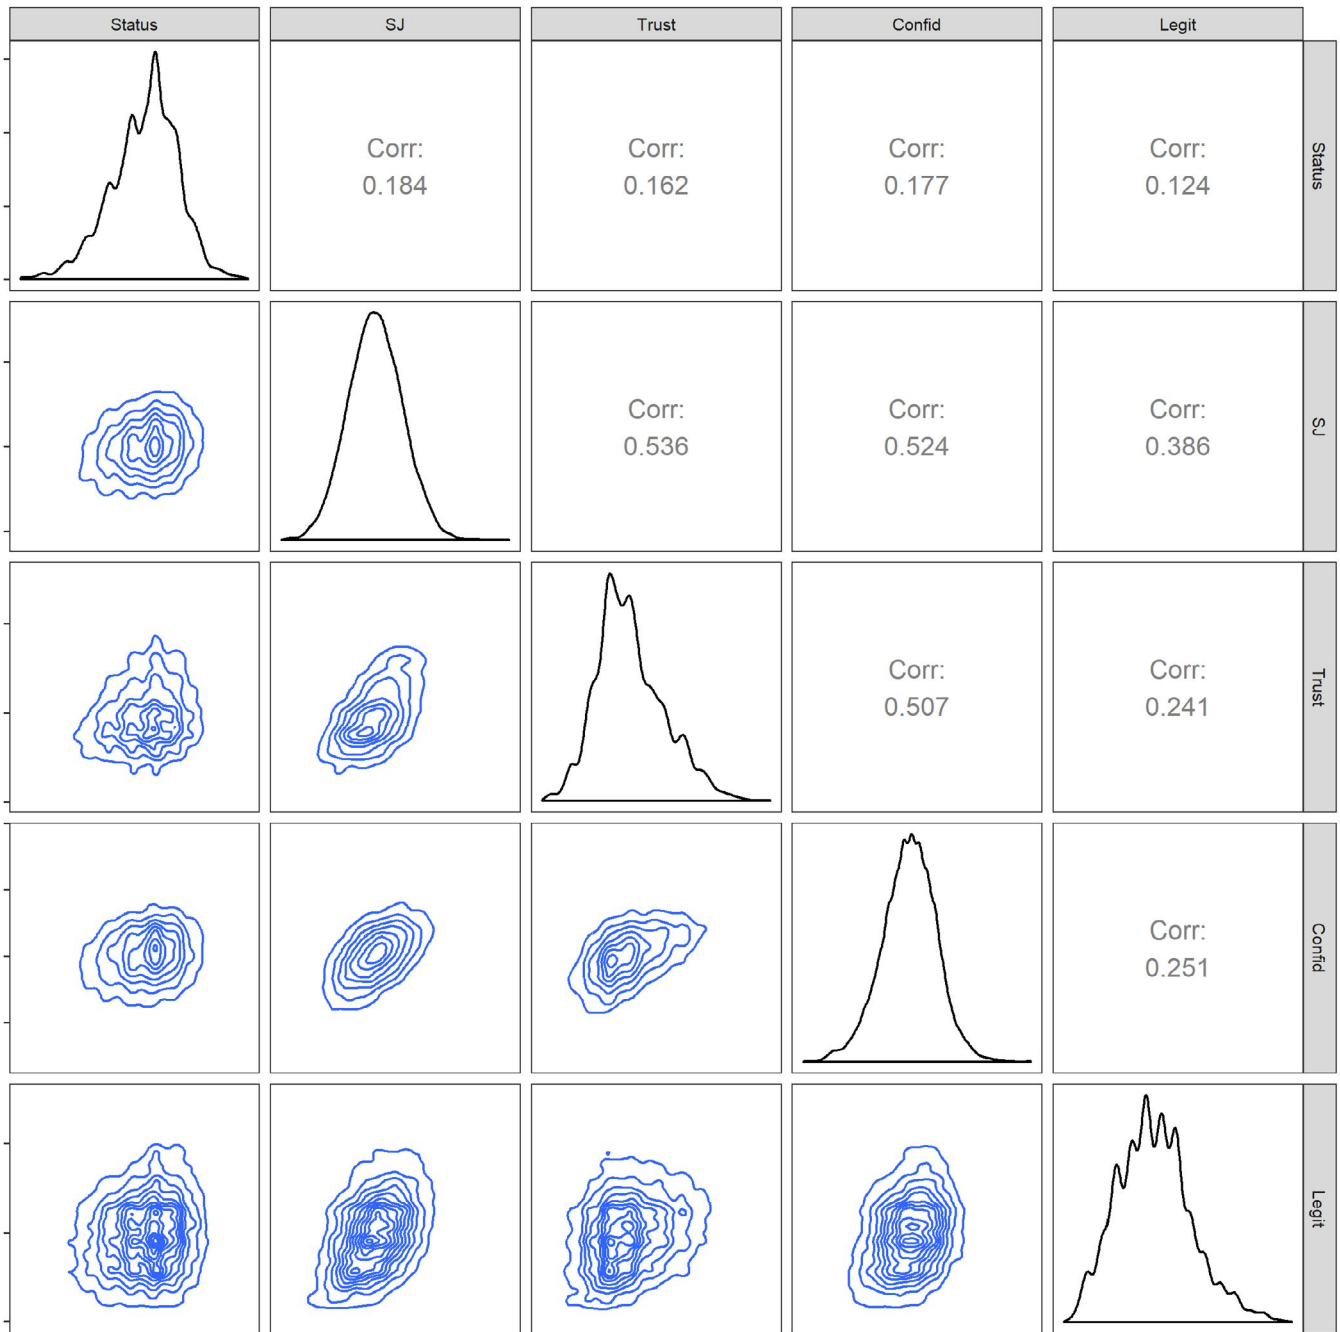 Status SJ Trust Confid Legit
Corr: Corr: Corr: Corr:
0.184 0.162 0.177 0.124
Status
Corr: Corr: Corr:
0.536 0.524 0.386
SJ
Corr: Corr:
0.507 0.241
Trust
Corr:
0.251
Confid
Legit